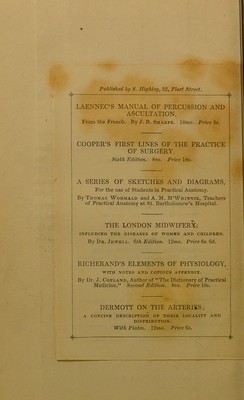 Published by S. Highley, 32, Fleet Street.
LAENNEC'S MANUAL OF PERCUSSION AND
ASCULTATION,
From the French. By J. B. SHARPE. 18mo. Price 3s.
COOPER'S FIRST LINES OF THE PRACTICE
OF SURGERY.
Sixth Edition. 8vo. Price 18s.
A SERIES OF SKETCHES AND DIAGRAMS,
For the use of Students in Practical Anatomy.
By THOMAS WORMALD and A. M. M'WHINNIE, Teachers
of Practical Anatomy at St. Bartholomew's Hospital.
THE LONDON MIDWIFERY;
INCLUDING THE DISEASES OF WOMEN AND CHILDREN.
By DR. JEWELL. 6th Edition. 12mo. Price 6s. 6d.
RICHERAND'S ELEMENTS OF PHYSIOLOGY,
WITH NOTES AND COPIOUS APPENDIX.
By Dr. J. COPLAND, Author of "The Dictionary of Practical
Medicine." Second Edition. 8vo. Price 18s.
DERMOTT ON THE ARTERIES;
A CONCISE DESCRIPTION OF THEIR LOCALITY AND
DISTRIBUTION.
With Plates. 12mo. Price 6s.